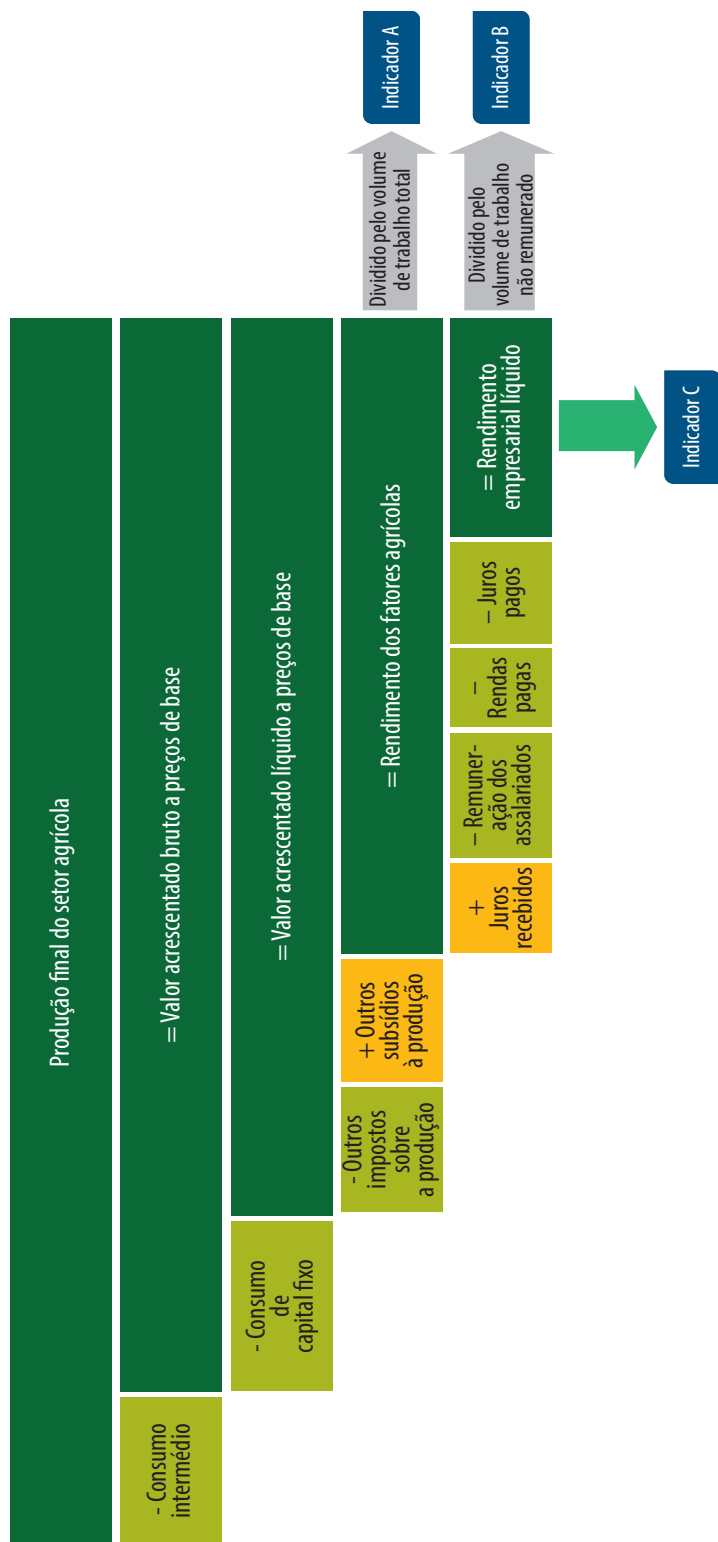 Produção final do setor agrícola
- Consumo
intermédio
= Valor acrescentado bruto a preços de base
- Consumo
de
capital fixo
= Valor acrescentado líquido a preços de base
- Outros
impostos
sobre
a produção
+ Outros
subsídios
à produção
= Rendimento dos fatores agrícolas
Dividido pelo volume
de trabalho total
Indicador A
+
Juros
recebidos
– Remuner-
ação dos
assalariados
–
Rendas
pagas
– Juros
pagos
= Rendimento
empresarial líquido
Dividido pelo
volume de trabalho
não remunerado
Indicador B
Indicador C